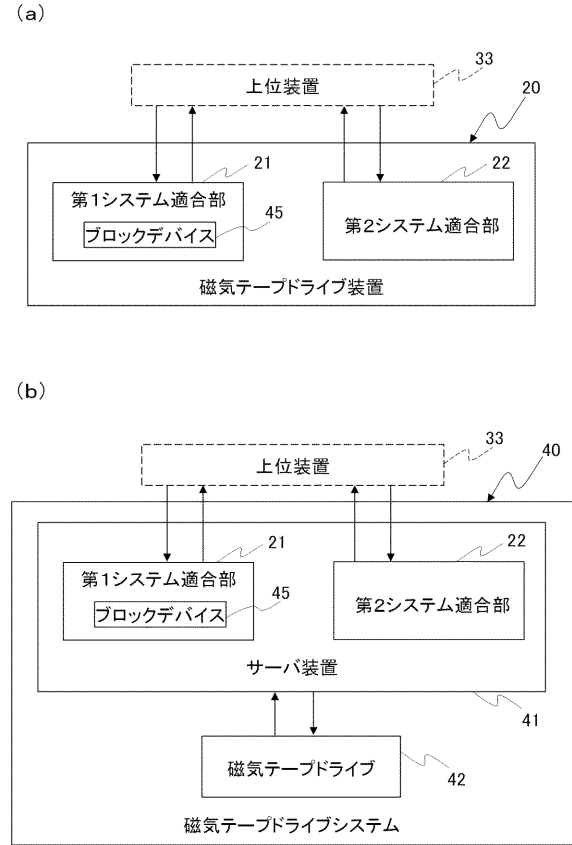 (a)
上位装置
33
20
21
22
第1システム適合部
45
ブロックデバイス
第2システム適合部
磁気テープドライブ装置
(b)
上位装置
33
40
21
22
第1システム適合部
45
ブロックデバイス
第2システム適合部
サーバ装置
41
磁気テープドライブ
42
磁気テープドライブシステム